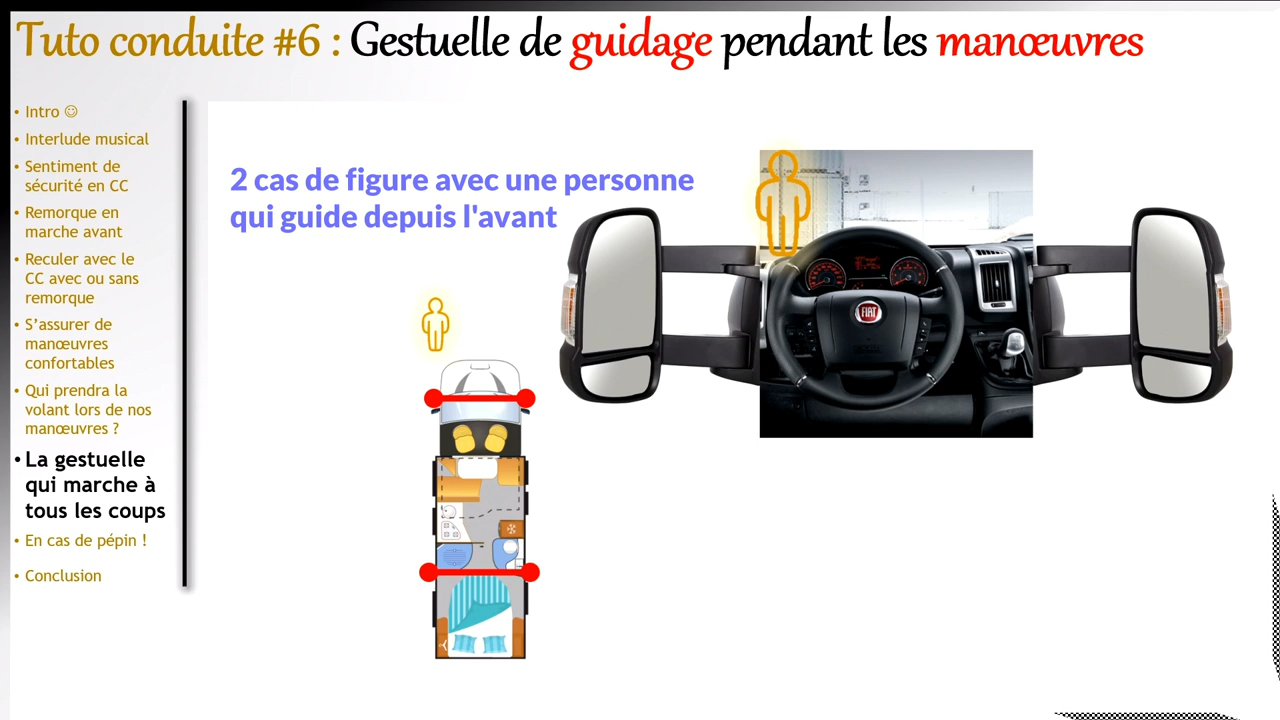 Tuto conduite #6 : Gestuelle de guidage pendant les manœuvres
• Intro ☺
• Interlude musical
• Sentiment de
sécurité en CC
• Remorque en
marche avant
• Reculer avec le
CC avec ou sans
remorque
• S’assurer de
manœuvres
confortables
• Qui prendra la
volant lors de nos
manœuvres ?
• La gestuelle
qui marche à
tous les coups
• En cas de pépin !
• Conclusion
2 cas de figure avec une personne
qui guide depuis l'avant
FIAT